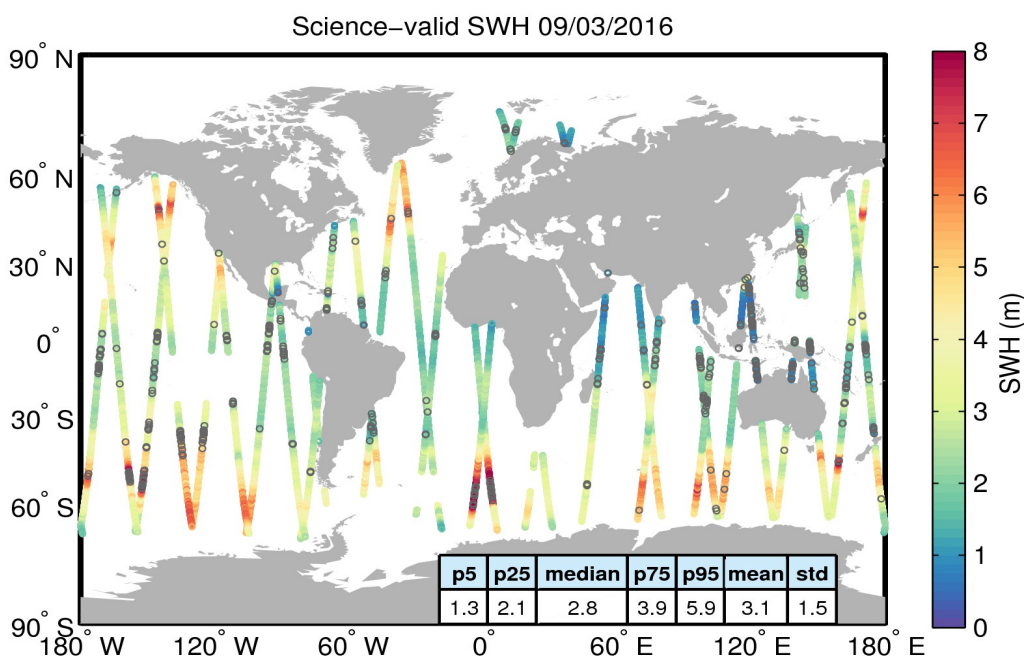 Science−valid SWH 09/03/2016
90° N
60° N
30° N
0°
30° S
60° S
90° S
180° W
120° W
60° W
0°
60° E
120° E
180° E
p5 p25 median p75 p95 mean std
1.3 2.1 2.8 3.9 5.9 3.1 1.5
8
7
6
5
4
3
2
1
0
SWH (m)